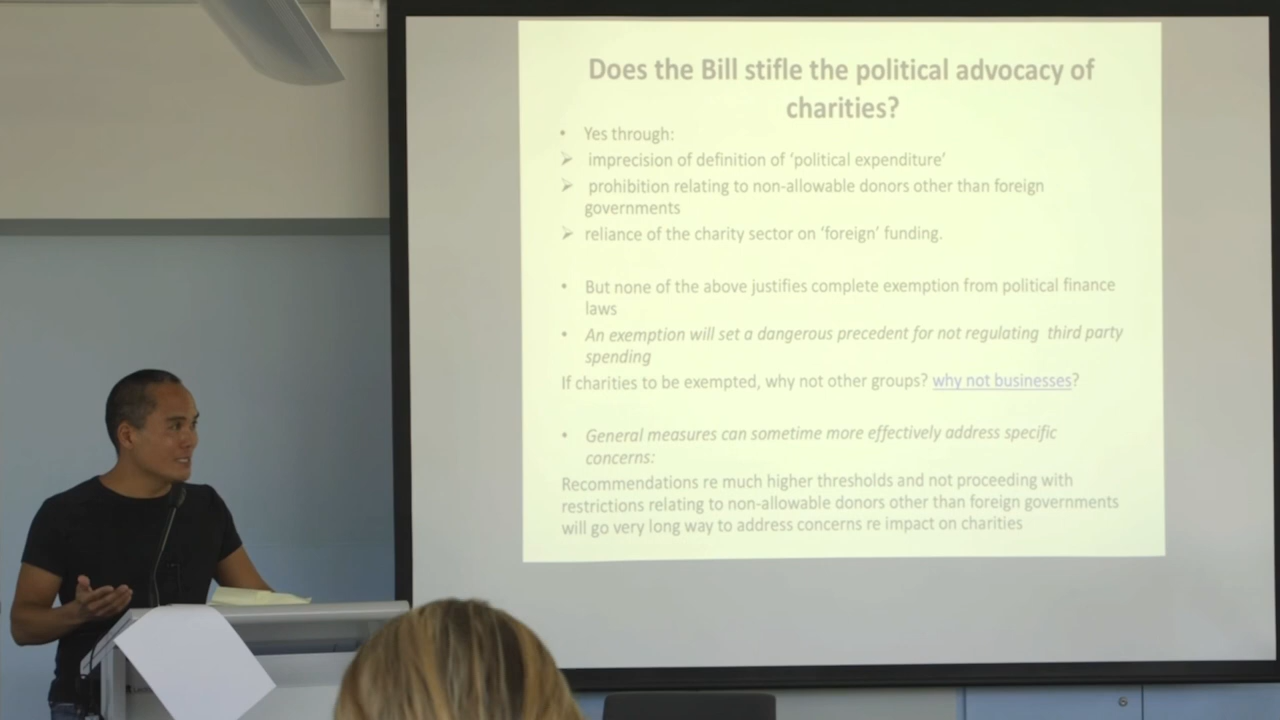 Does the Bill stifle the political advocacy of
charities?
• Yes through:
➢ imprecision of definition of ‘political expenditure’
➢ prohibition relating to non-allowable donors other than foreign
governments
➢ reliance of the charity sector on ‘foreign’ funding.
• But none of the above justifies complete exemption from political finance
laws
• An exemption will set a dangerous precedent for not regulating third party
spending
If charities to be exempted, why not other groups? why not businesses?
• General measures can sometime more effectively address specific
concerns:
Recommendations re much higher thresholds and not proceeding with
restrictions relating to non-allowable donors other than foreign governments
will go very long way to address concerns re impact on charities